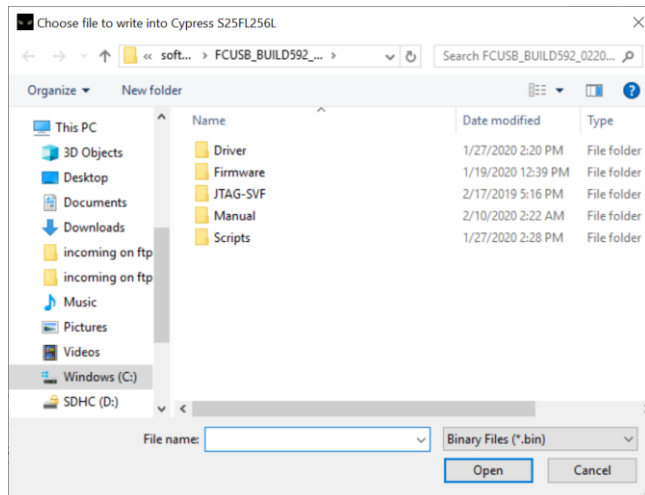 Choose file to write into Cypress S25FL256L
« soft... > FCUSB_BUILD592_... >
Search FCUSB_BUILD592_0220...
Organize
New folder
This PC
3D Objects
Desktop
Documents
Downloads
incoming on ftp
incoming on ftp
Music
Pictures
Videos
Windows (C:)
SDHC (D:)
Name Date modified Type
Driver 1/27/2020 2:20 PM File folder
Firmware 1/19/2020 12:39 PM File folder
JTAG-SVF 2/17/2019 5:16 PM File folder
Manual 2/10/2020 2:22 AM File folder
Scripts 1/27/2020 2:28 PM File folder
File name:
Binary Files (*.bin)
Open
Cancel